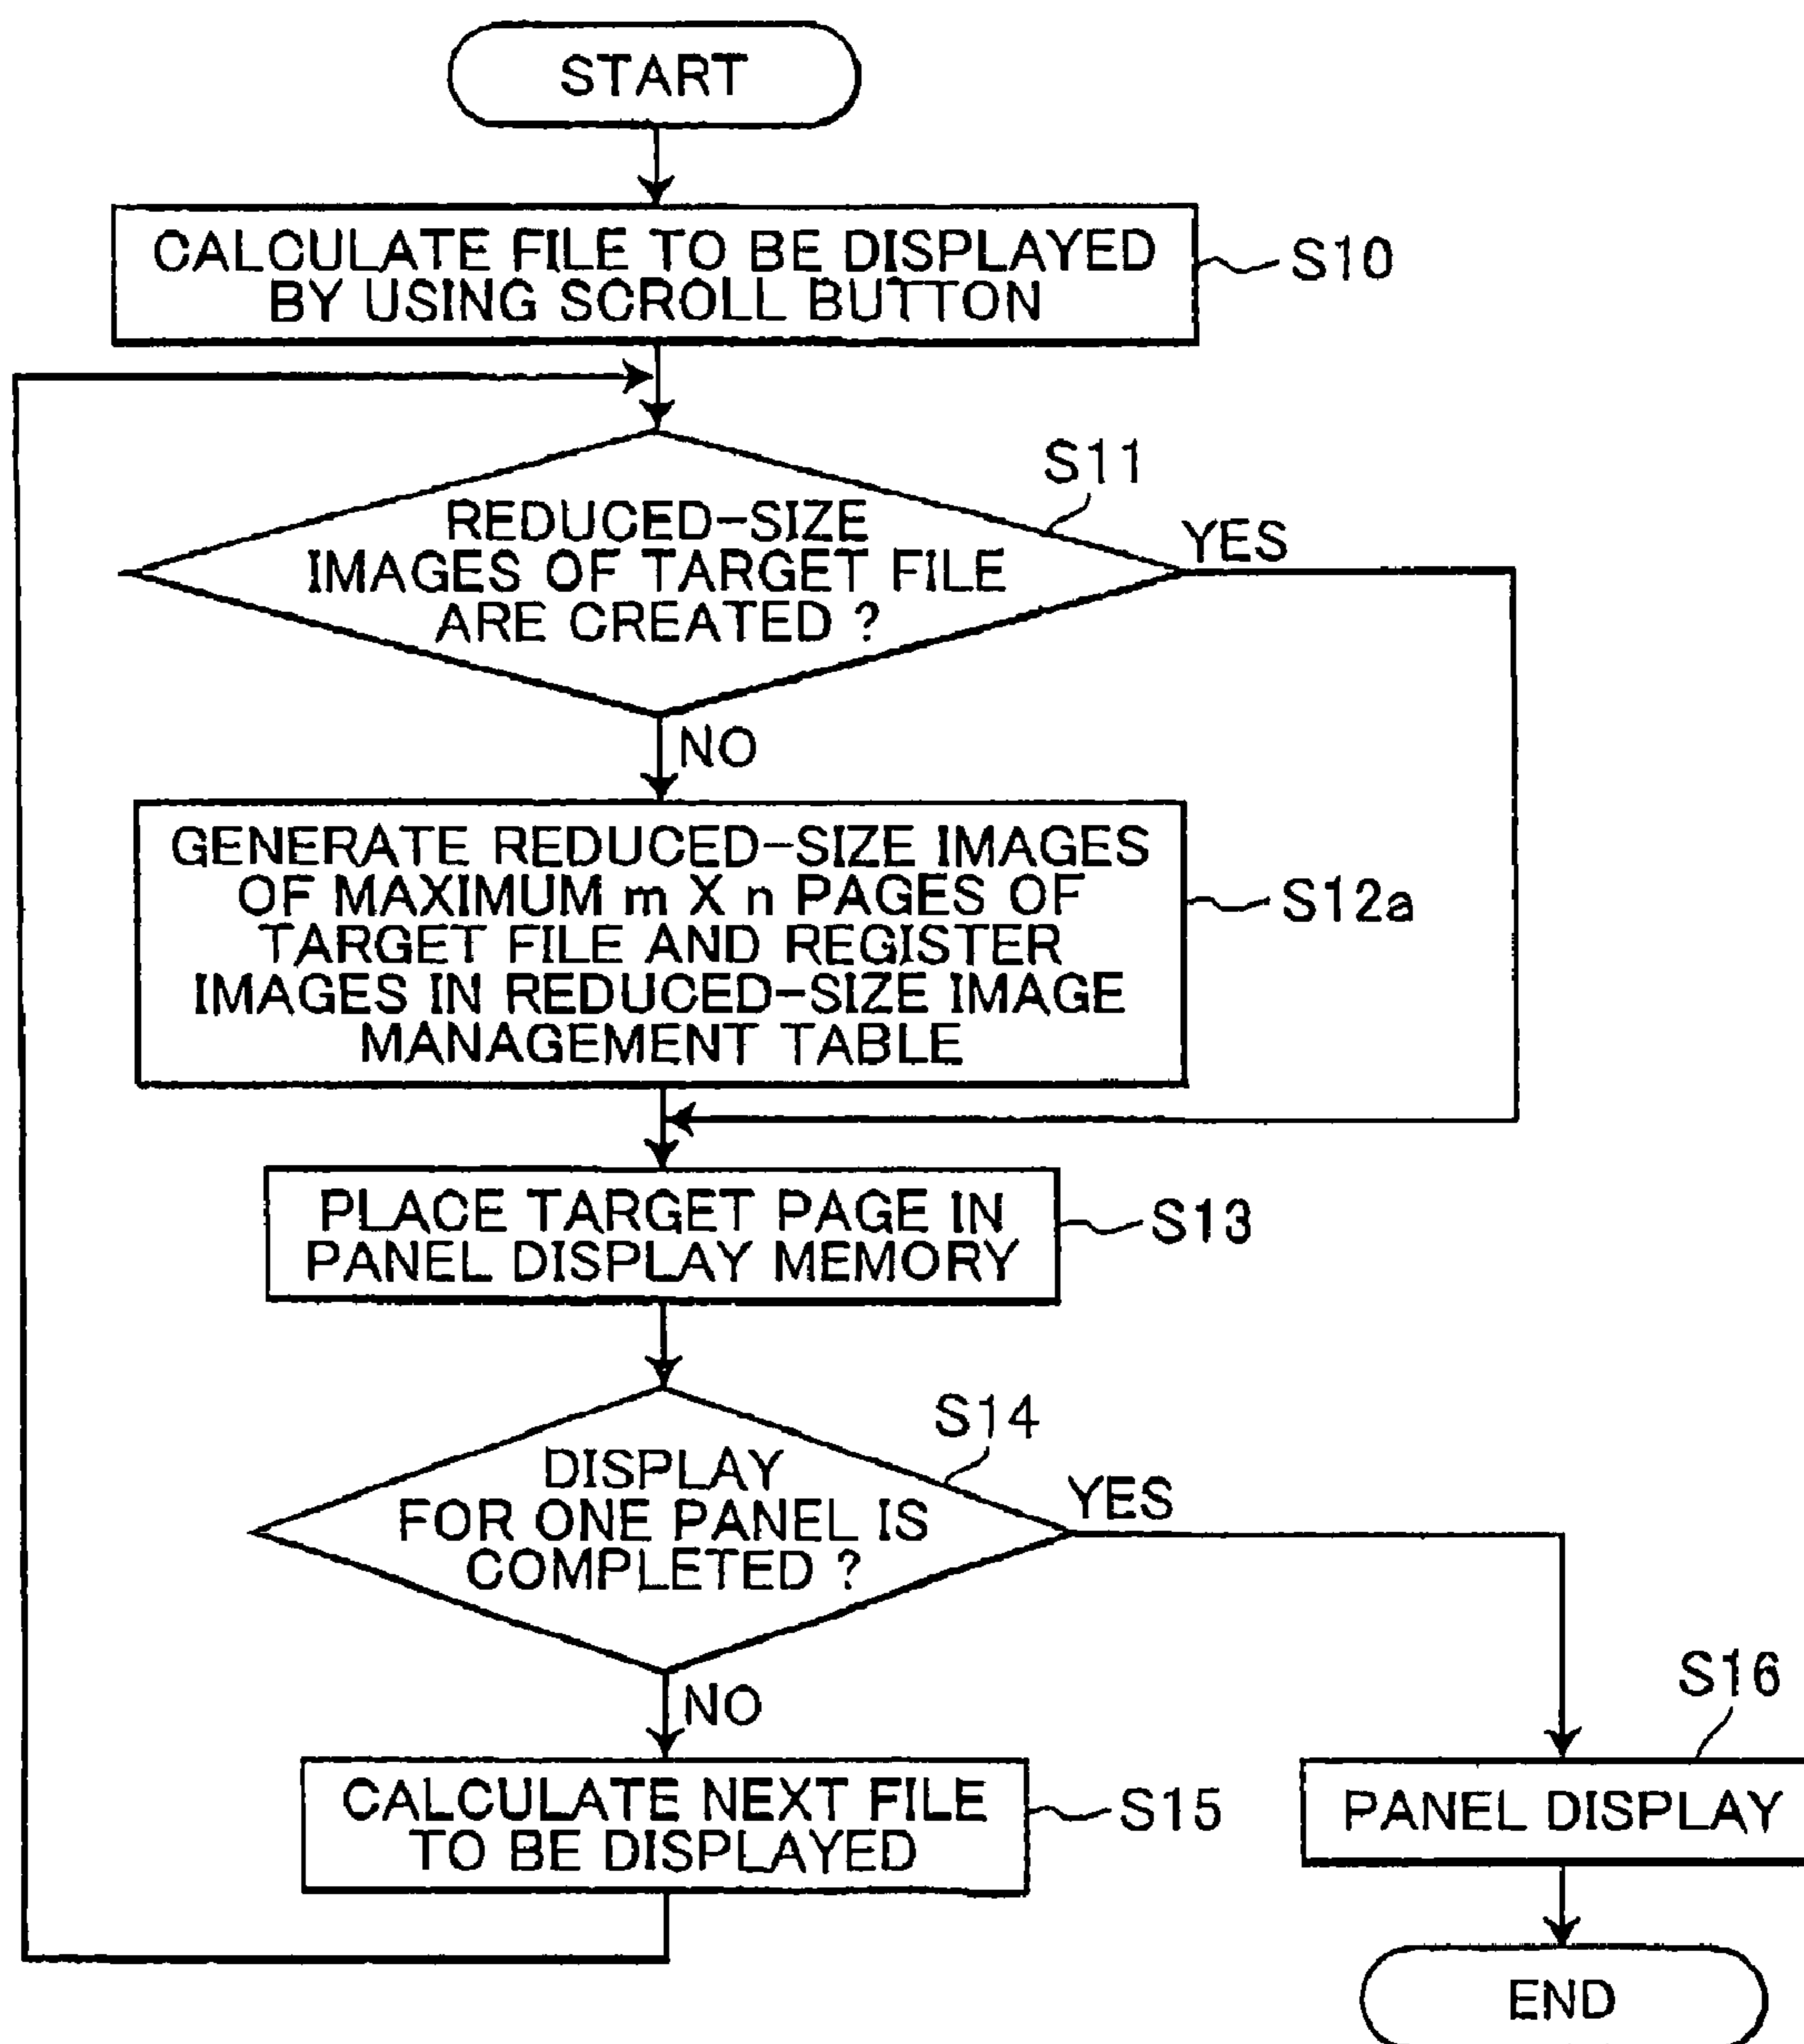 START
CALCULATE FILE TO BE DISPLAYED
BY USING SCROLL BUTTON
S10
S11
REDUCED-SIZE
IMAGES OF TARGET FILE
ARE CREATED ?
YES
NO
GENERATE REDUCED-SIZE IMAGES
OF MAXIMUM m X n PAGES OF
TARGET FILE AND REGISTER
IMAGES IN REDUCED-SIZE IMAGE
MANAGEMENT TABLE
S12a
PLACE TARGET PAGE IN
PANEL DISPLAY MEMORY
S13
S14
DISPLAY
FOR ONE PANEL IS
COMPLETED ?
YES
NO
CALCULATE NEXT FILE
TO BE DISPLAYED
S15
S16
PANEL DISPLAY
END